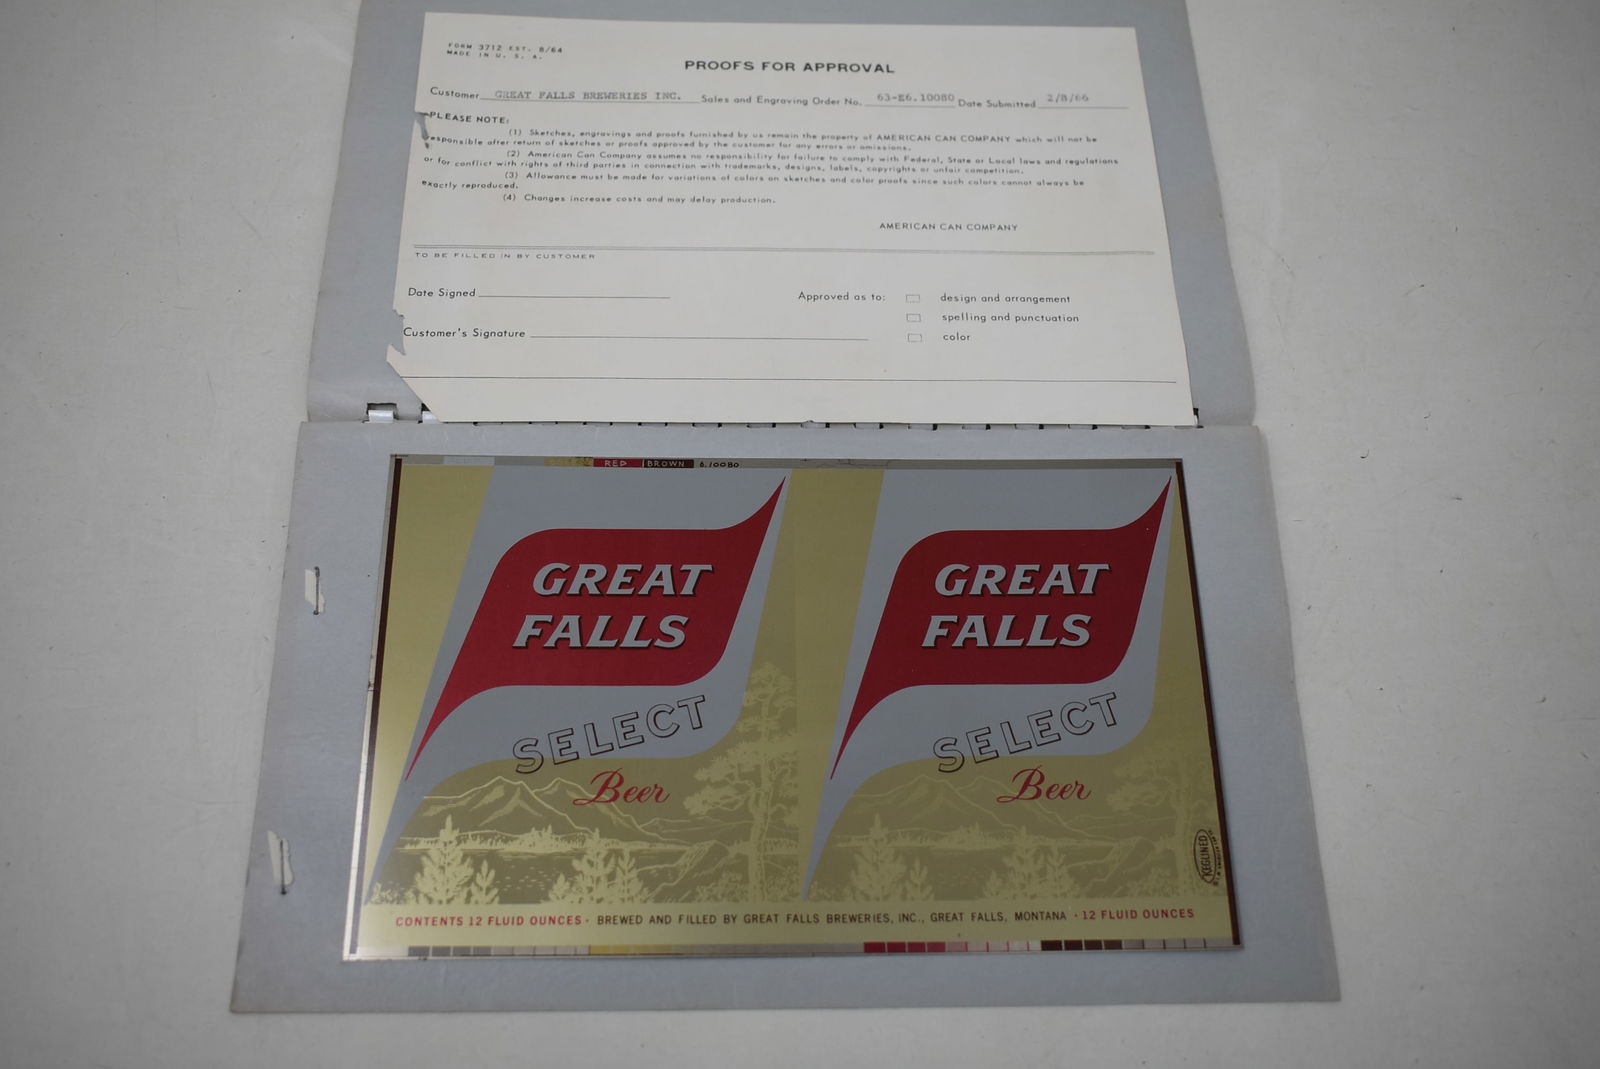 FORM 3712 EST. 8/64
MADE IN U. S. A.
PROOFS FOR APPROVAL
Customer GREAT FALLS BREWERIES INC. Sales and Engraving Order No. 63-E6.10080 Date Submitted 2/8/66
PLEASE NOTE:
(1) Sketches, engravings and proofs furnished by us remain the property of AMERICAN CAN COMPANY which will not be
responsible after return of sketches or proofs approved by the customer for any errors or omissions.
(2) American Can Company assumes no responsibility for failure to comply with Federal, State or Local laws and regulations
or for conflict with rights of third parties in connection with trademarks, designs, labels, copyrights or unfair competition.
(3) Allowance must be made for variations of colors on sketches and color proofs since such colors cannot always be
exactly reproduced.
(4) Changes increase costs and may delay production.
AMERICAN CAN COMPANY
TO BE FILLED IN BY CUSTOMER
Date Signed
Approved as to: design and arrangement
spelling and punctuation
Customer's Signature
color
RED BROWN 6.10080
GREAT
FALLS
SELECT
Beer
GREAT
FALLS
SELECT
Beer
KEGLINED
CONTENTS 12 FLUID OUNCES · BREWED AND FILLED BY GREAT FALLS BREWERIES, INC., GREAT FALLS, MONTANA · 12 FLUID OUNCES